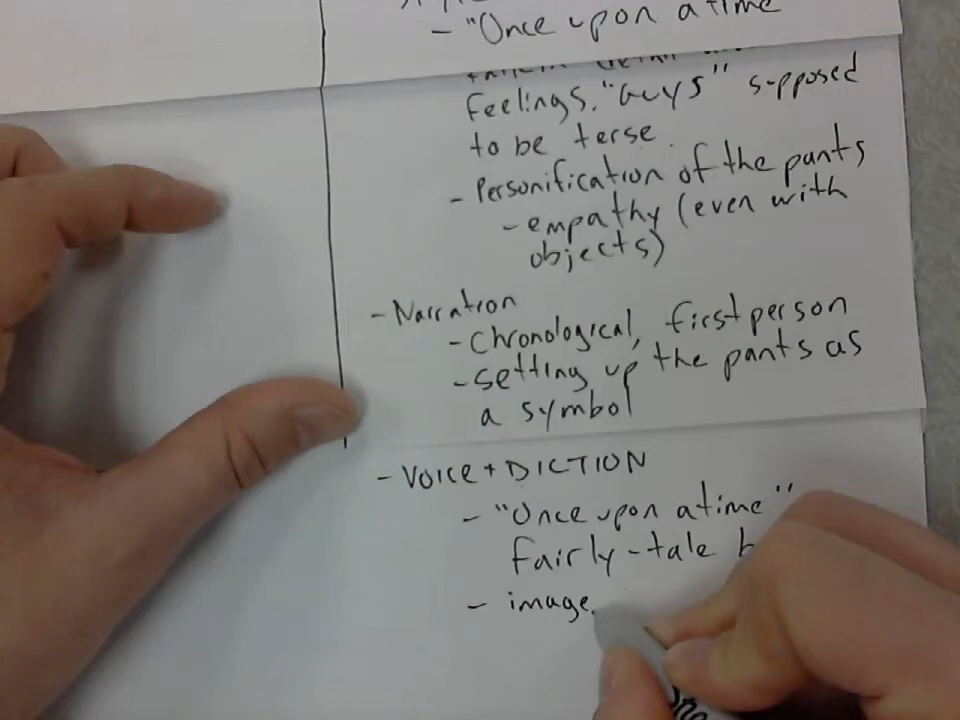 - "Once upon a time
feelings. "Guys" supposed
to be terse
- Personification of the pants
- empathy (even with
objects)
- Narration
- Chronological, first person
- setting up the pants as
a symbol
- VOICE + DICTION
- "Once upon a time"
fairly-tale
- image